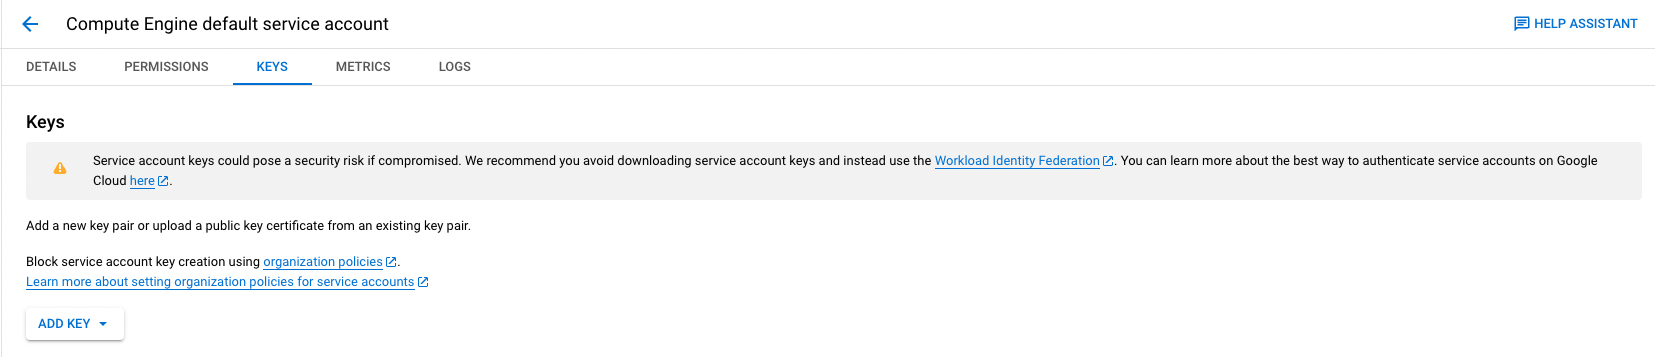 Compute Engine default service account
HELP ASSISTANT
DETAILS
PERMISSIONS
KEYS
METRICS
LOGS
Keys
Service account keys could pose a security risk if compromised. We recommend you avoid downloading service account keys and instead use the Workload Identity Federation. You can learn more about the best way to authenticate service accounts on Google
Cloud here.
Add a new key pair or upload a public key certificate from an existing key pair.
Block service account key creation using organization policies.
Learn more about setting organization policies for service accounts
ADD KEY